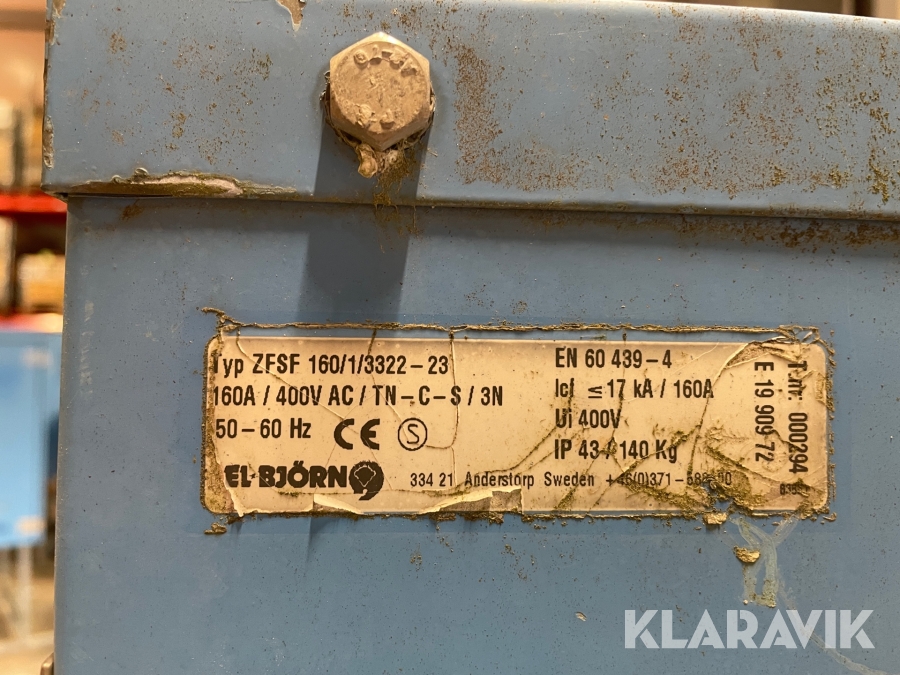 Typ ZFSF 160/1/3322-23
160A / 400V AC / TN-C-S / 3N
50-60 Hz CE S
EL-BJÖRN
EN 60 439-4
Icf ≤ 17 kA / 160A
Ui 400V
IP 43 / 140 Kg
334 21 Anderstorp Sweden
T-nr. 000294
E 19 909 72
KLARAVIK